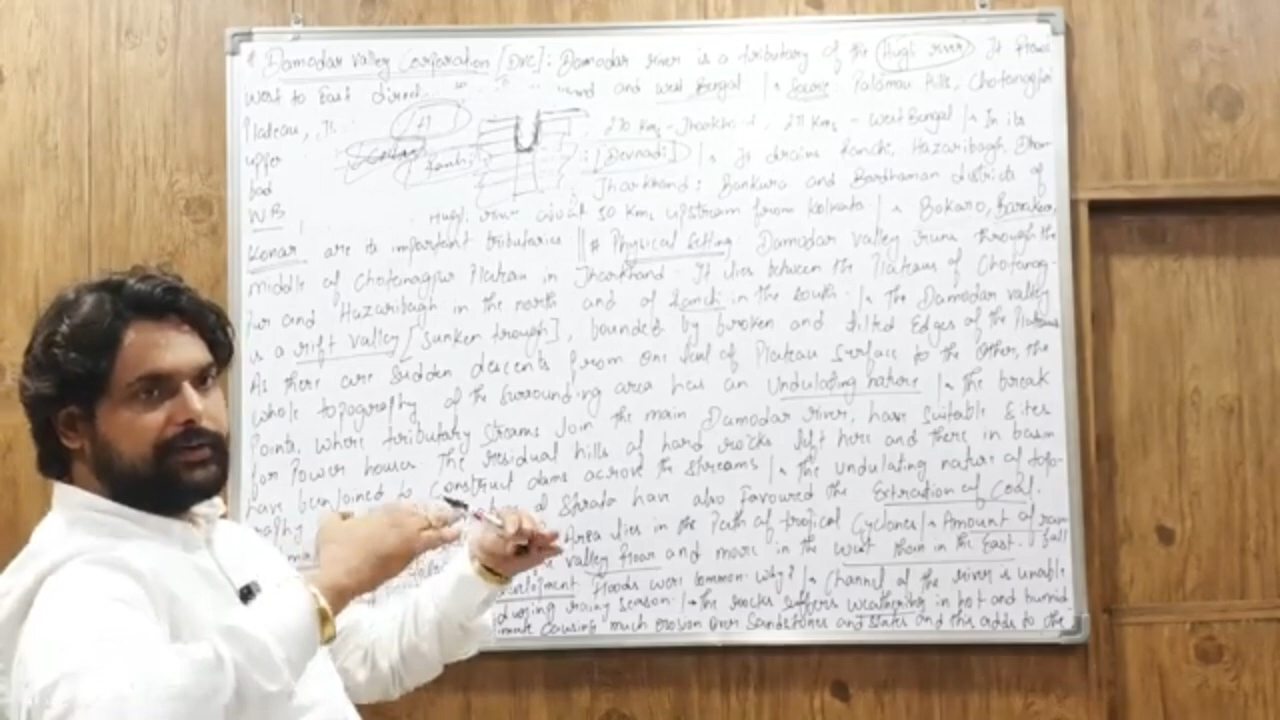 # Damodar Valley Corporation [DVC]: Damodar river is a tributary of the Hugli river. It flows
West to East direct and West Bengal | Source Palamau Hills, Chotanagpur
Plateau,
upper 270 Kms - Jharkhand, 271 Kms - West Bengal | In its
bad : [Devnadi] | It drains Ranchi, Hazaribagh, Dhan
WB Jharkhand: Bankura and Bardhaman districts of
Hugli river about 50 Kms upstream from Kolkata | Bokaro, Barakar,
Konar are its important tributaries || # Physical Setting Damodar valley runs through the
middle of Chotanagpur Plateau in Jharkhand. It lies between the Plateaus of Chotanag-
pur and Hazaribagh in the north and of Ranchi in the south. | The Damodar valley
is a rift valley [sunken trough], bounded by broken and tilted Edges of the Plateaus
As there are sudden descents from one level of Plateau surface to the other, the
whole topography of the surrounding area has an Undulating nature | The break
Points, where tributary streams Join the main Damodar river, have suitable Sites
for Power houses. The residual hills of hard rocks left here and there in basin
have been joined to construct dams across the streams | The undulating nature of topo-
raphy Strata have also favoured the Extraction of Coal.
Area lies in the Path of tropical Cyclones | Amount of rain
valley floor and more in the West than in the East. fall
Floods were common. Why? | Channel of the river is unable
during rainy season. | The rocks suffers weathering in hot and humid
causing much erosion over Sandstones and slates and this adds to the